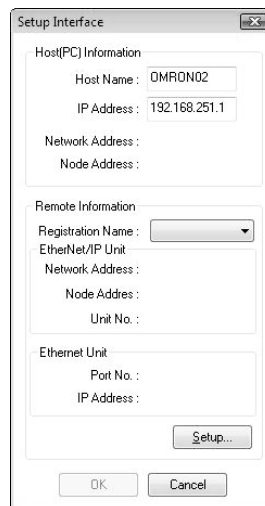 Setup Interface
Host(PC) Information
Host Name : OMRON02
IP Address : 192.168.251.1
Network Address :
Node Address :
Remote Information
Registration Name :
EtherNet/IP Unit
Network Address :
Node Addres :
Unit No. :
Ethernet Unit
Port No. :
IP Address :
Setup...
OK Cancel